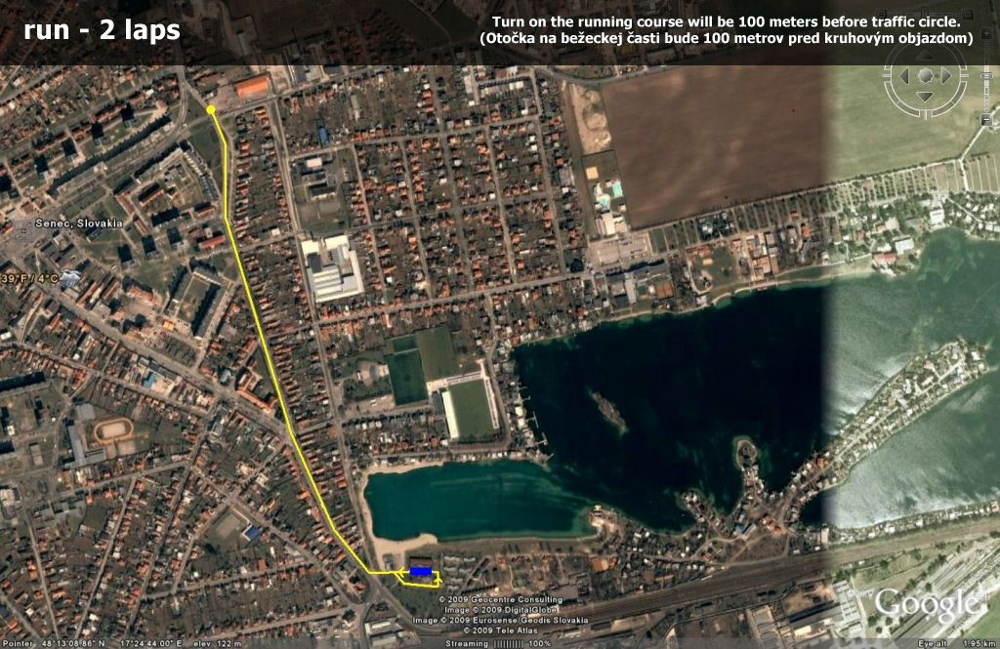 run - 2 laps
Turn on the running course will be 100 meters before traffic circle.
(Otočka na bežeckej časti bude 100 metrov pred kruhovým objazdom)
Senec, Slovakia
39°F / 4°C
© 2009 Geocentre Consulting
Image © 2009 DigitalGlobe
Image © 2009 Eurosense/Geodis Slovakia
© 2009 Tele Atlas
Google
Pointer 48°13'08.86" N 17°24'44.00" E elev 122 m Streaming 100% Eye alt 1.95 km